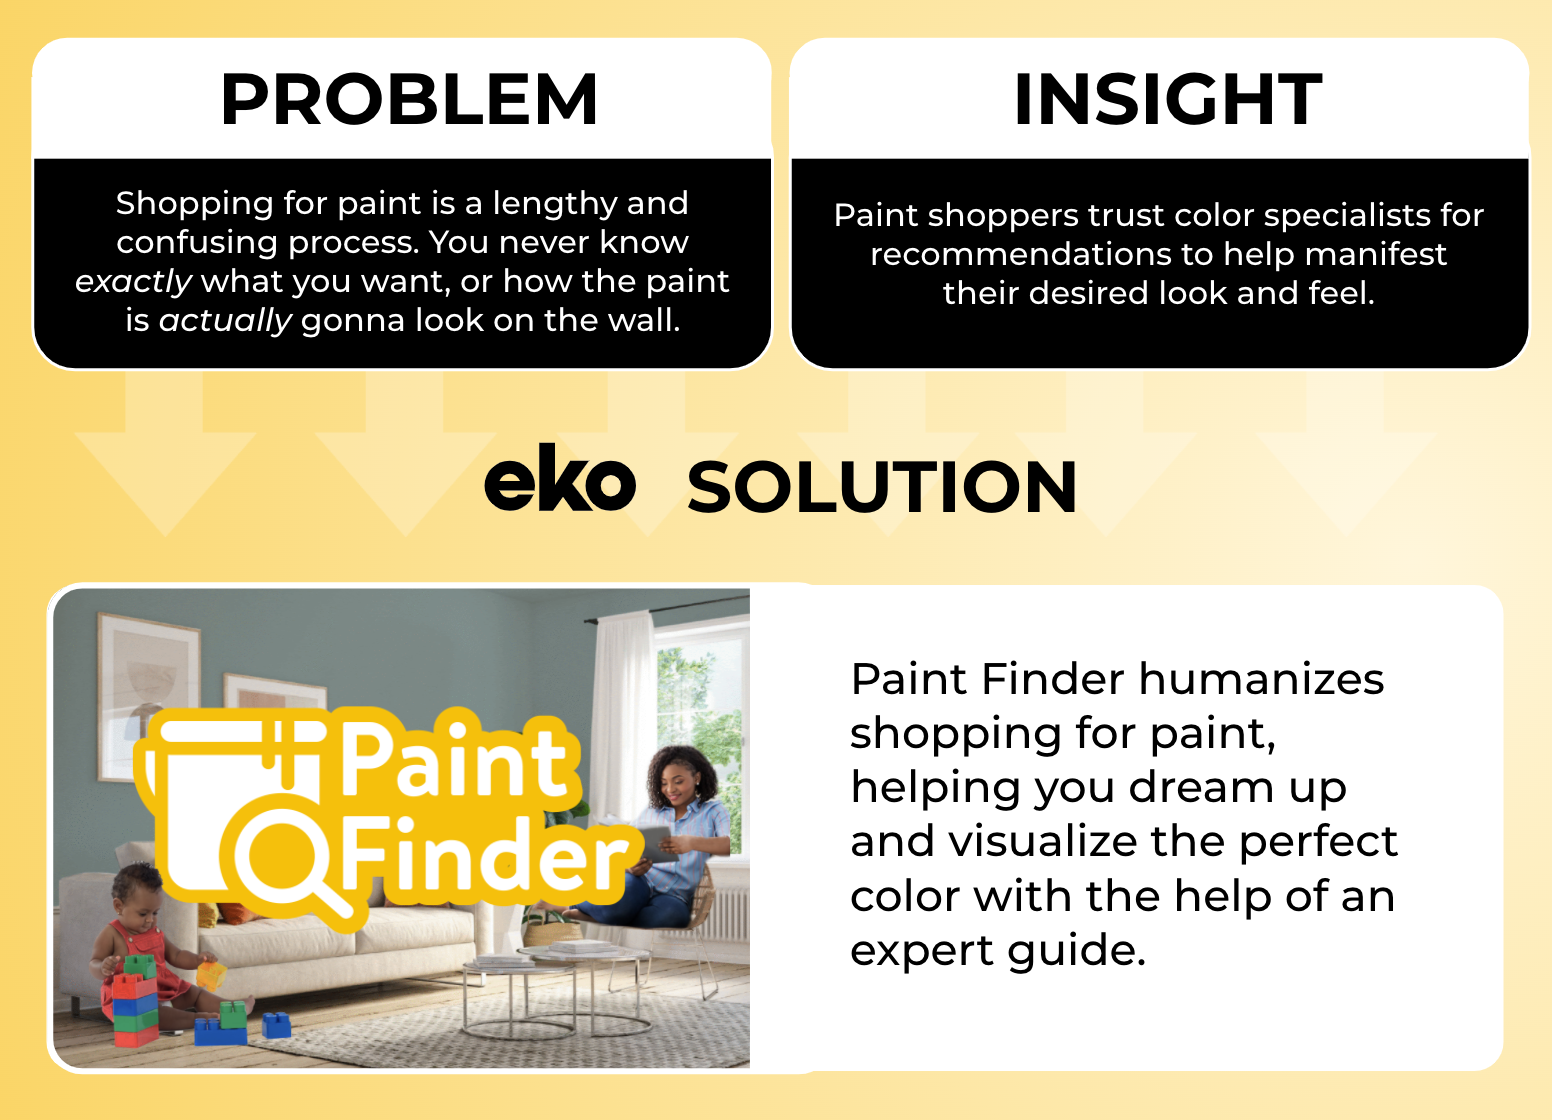 PROBLEM
Shopping for paint is a lengthy and
confusing process. You never know
exactly what you want, or how the paint
is actually gonna look on the wall.
INSIGHT
Paint shoppers trust color specialists for
recommendations to help manifest
their desired look and feel.
eko SOLUTION
Paint
Finder
Paint Finder humanizes
shopping for paint,
helping you dream up
and visualize the perfect
color with the help of an
expert guide.